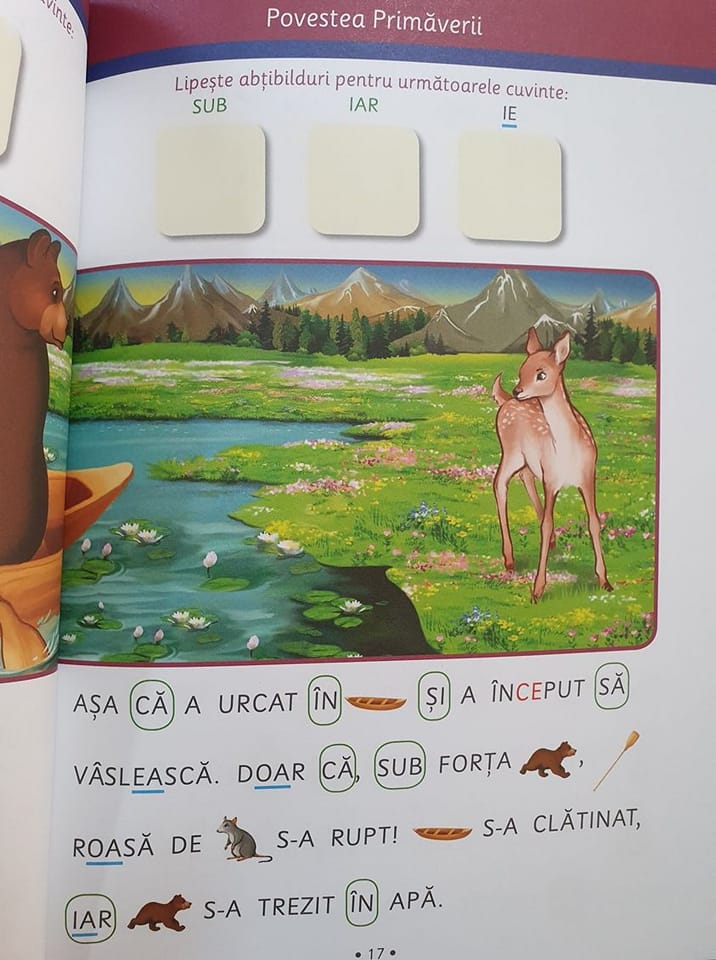 vinte:
Povestea Primăverii
Lipește abțibilduri pentru următoarele cuvinte:
SUB IAR IE
AȘA CĂ A URCAT ÎN ȘI A ÎNCEPUT SĂ
VÂSLEASCĂ. DOAR CĂ, SUB FORȚA ,
ROASĂ DE S-A RUPT! S-A CLĂTINAT,
IAR S-A TREZIT ÎN APĂ.
• 17 •